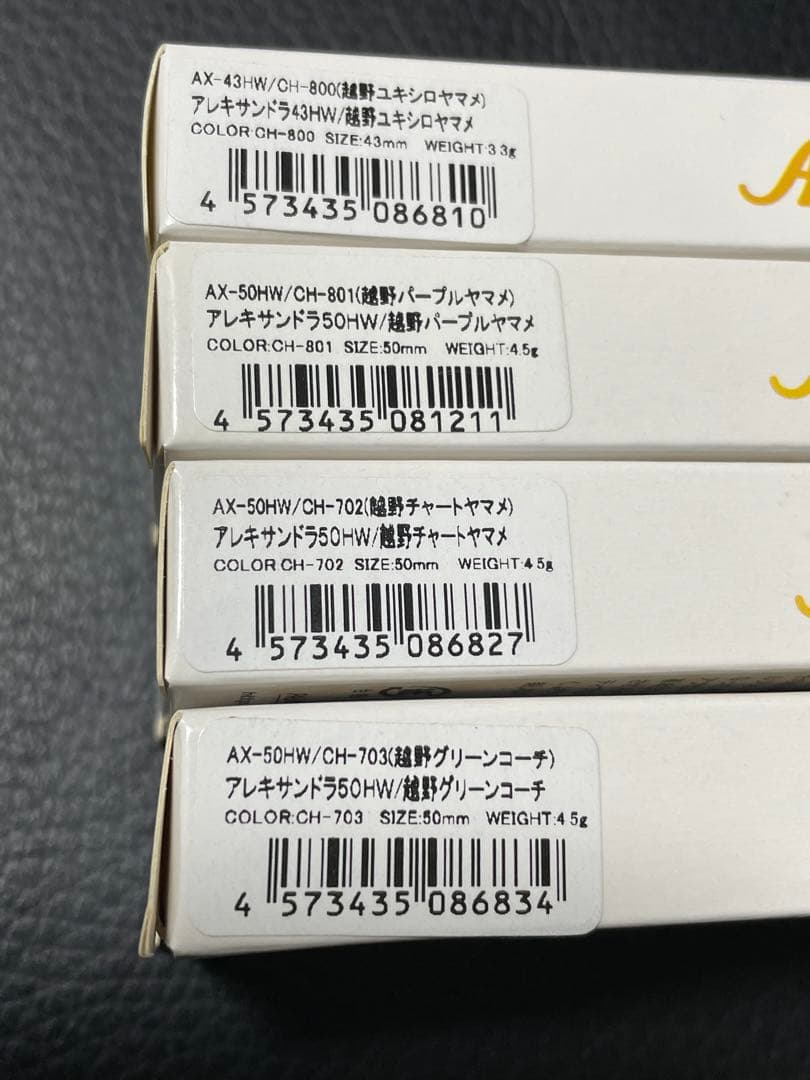 AX-43HW/CH-800(越野ユキシロヤマメ)
アレキサンドラ43HW/越野ユキシロヤマメ
COLOR:CH-800 SIZE:43mm WEIGHT:3.3g
4 573435 086810
AX-50HW/CH-801(越野パープルヤマメ)
アレキサンドラ50HW/越野パープルヤマメ
COLOR:CH-801 SIZE:50mm WEIGHT:4.5g
4 573435 081211
AX-50HW/CH-702(越野チャートヤマメ)
アレキサンドラ50HW/越野チャートヤマメ
COLOR:CH-702 SIZE:50mm WEIGHT:4.5g
4 573435 086827
AX-50HW/CH-703(越野グリーンコーチ)
アレキサンドラ50HW/越野グリーンコーチ
COLOR:CH-703 SIZE:50mm WEIGHT:4.5g
4 573435 086834